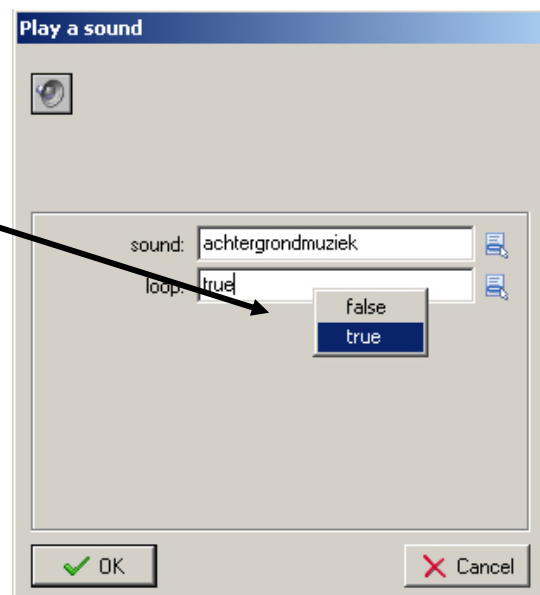 Play a sound
sound: achtergrondmuziek
loop: true
false
true
OK
Cancel